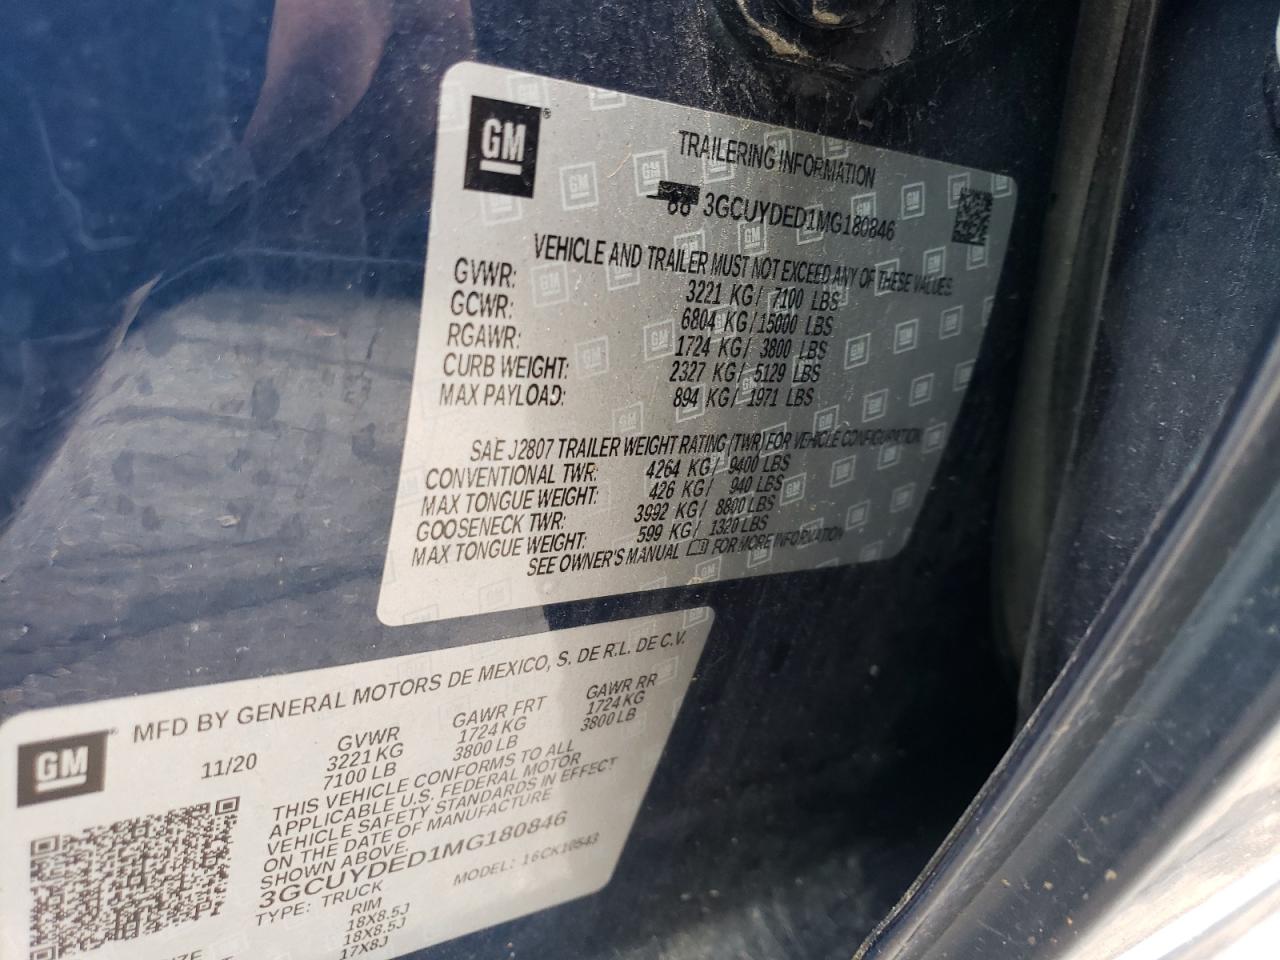 GM ®
TRAILERING INFORMATION
3GCUYDED1MG180846
VEHICLE AND TRAILER MUST NOT EXCEED ANY OF THESE VALUES
GVWR: 3221 KG/ 7100 LBS
GCWR: 6804 KG/ 15000 LBS
RGAWR: 1724 KG/ 3800 LBS
CURB WEIGHT: 2327 KG/ 5129 LBS
MAX PAYLOAD: 894 KG/ 1971 LBS
SAE J2807 TRAILER WEIGHT RATING (TWR) FOR VEHICLE CONFIGURATION
CONVENTIONAL TWR: 4264 KG/ 9400 LBS
MAX TONGUE WEIGHT: 426 KG/ 940 LBS
GOOSENECK TWR: 3992 KG/ 8800 LBS
MAX TONGUE WEIGHT: 599 KG/ 1320 LBS
SEE OWNER'S MANUAL FOR MORE INFORMATION
GM
MFD BY GENERAL MOTORS DE MEXICO, S. DE R.L. DE C.V.
11/20 GVWR GAWR FRT GAWR RR
3221 KG 1724 KG 1724 KG
7100 LB 3800 LB 3800 LB
THIS VEHICLE CONFORMS TO ALL
APPLICABLE U.S. FEDERAL MOTOR
VEHICLE SAFETY STANDARDS IN EFFECT
ON THE DATE OF MANUFACTURE
SHOWN ABOVE.
3GCUYDED1MG180846
TYPE: TRUCK MODEL: 16CK10543
RIM
18X8.5J
18X8.5J
17X8J